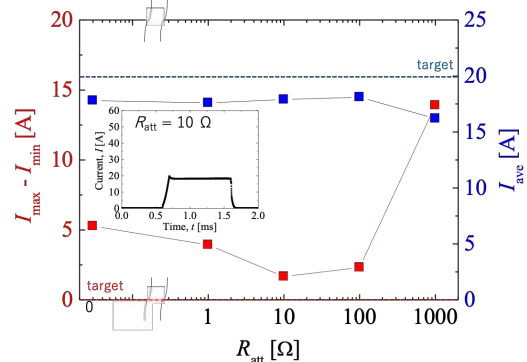 20
25
target
20
15
15
10
10
5
5
0
0
I_max - I_min [A]
I_ave [A]
R_att = 10 Ω
60
50
40
30
20
10
0
Current, I [A]
0.0 0.5 1.0 1.5 2.0
Time, t [ms]
target
0 1 10 100 1000
R_att [Ω]